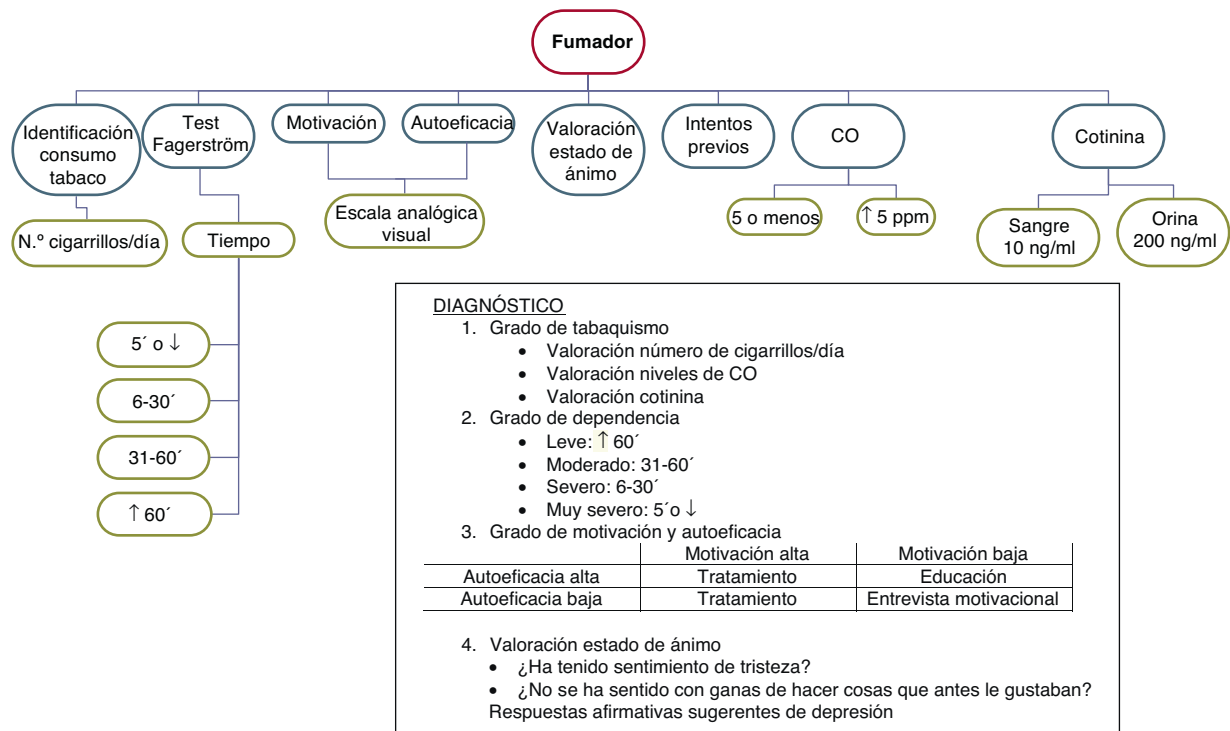 Fumador
Identificación
consumo
tabaco
Test
Fagerström
Motivación
Autoeficacia
Valoración
estado de
ánimo
Intentos
previos
CO
Cotinina
N.º cigarrillos/día
Tiempo
Escala analógica
visual
5 o menos
↑ 5 ppm
Sangre
10 ng/ml
Orina
200 ng/ml
5´ o ↓
6-30´
31-60´
↑ 60´
DIAGNÓSTICO
1. Grado de tabaquismo
• Valoración número de cigarrillos/día
• Valoración niveles de CO
• Valoración cotinina
2. Grado de dependencia
• Leve: ↑ 60´
• Moderado: 31-60´
• Severo: 6-30´
• Muy severo: 5´o ↓
3. Grado de motivación y autoeficacia
Motivación alta Motivación baja
Autoeficacia alta Tratamiento Educación
Autoeficacia baja Tratamiento Entrevista motivacional
4. Valoración estado de ánimo
• ¿Ha tenido sentimiento de tristeza?
• ¿No se ha sentido con ganas de hacer cosas que antes le gustaban?
Respuestas afirmativas sugerentes de depresión